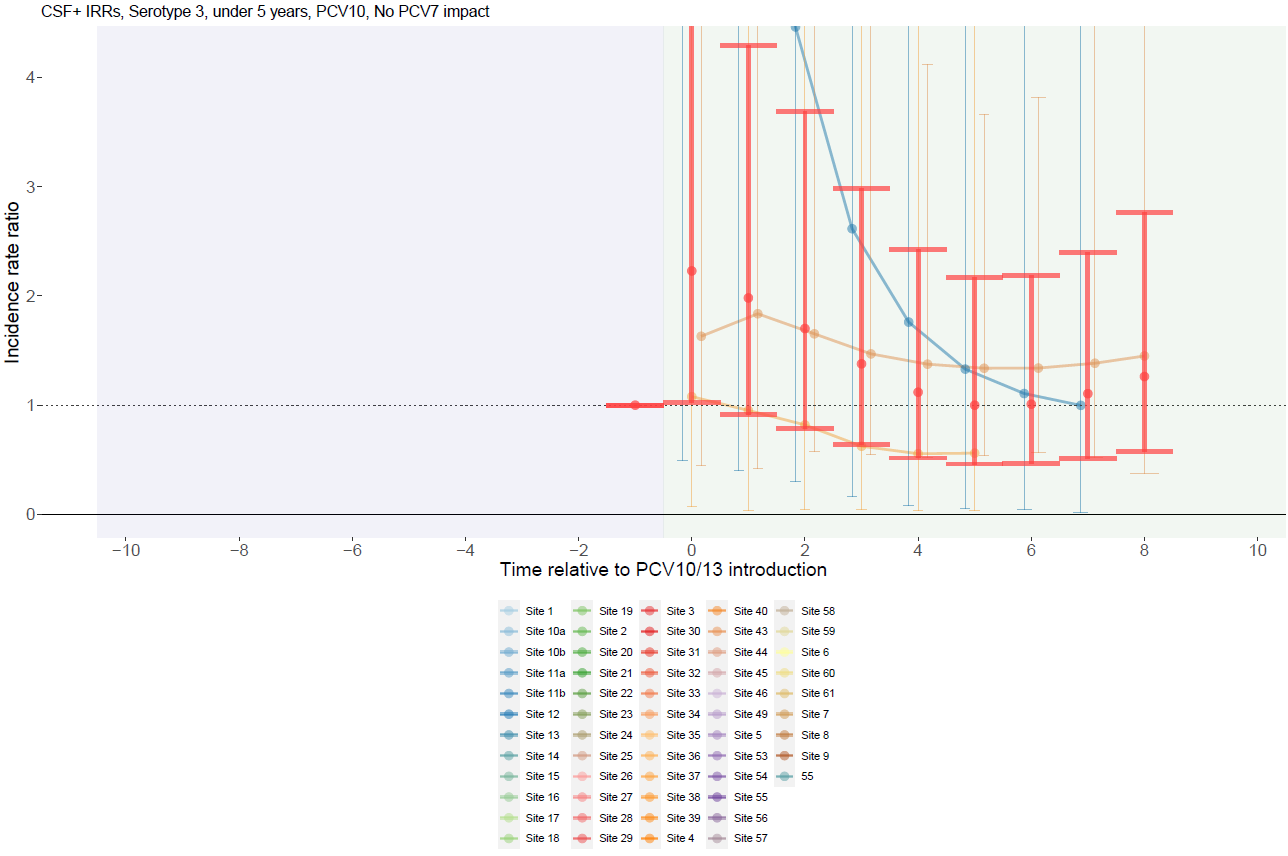 CSF+ IRRs, Serotype 3, under 5 years, PCV10, No PCV7 impact
Incidence rate ratio
4
3
2
1
0
−10 −8 −6 −4 −2 0 2 4 6 8 10
Time relative to PCV10/13 introduction
Site 1 Site 19 Site 3 Site 40 Site 58
Site 10a Site 2 Site 30 Site 43 Site 59
Site 10b Site 20 Site 31 Site 44 Site 6
Site 11a Site 21 Site 32 Site 45 Site 60
Site 11b Site 22 Site 33 Site 46 Site 61
Site 12 Site 23 Site 34 Site 49 Site 7
Site 13 Site 24 Site 35 Site 5 Site 8
Site 14 Site 25 Site 36 Site 53 Site 9
Site 15 Site 26 Site 37 Site 54 55
Site 16 Site 27 Site 38 Site 55
Site 17 Site 28 Site 39 Site 56
Site 18 Site 29 Site 4 Site 57